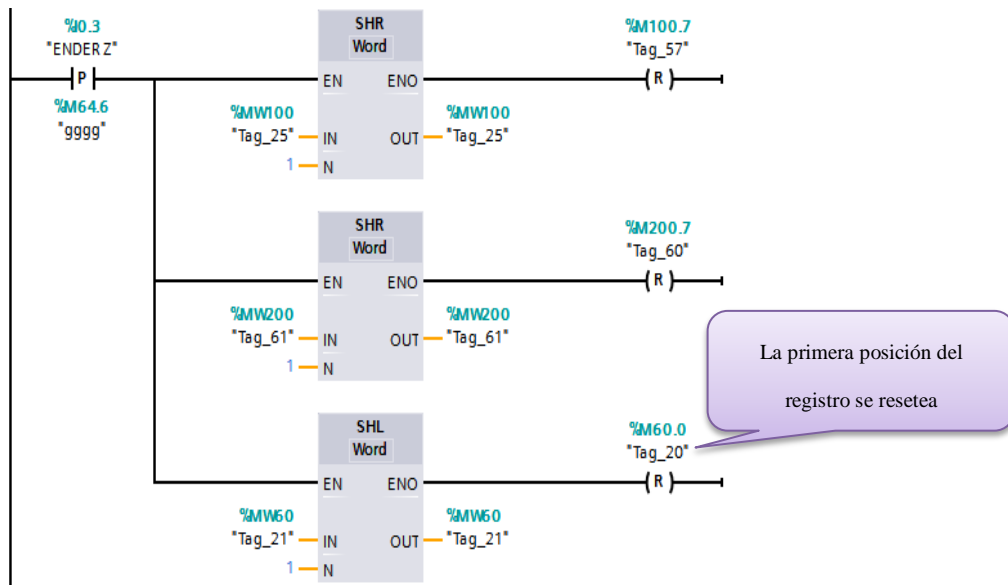 %I0.3
"ENDER Z"
P
%M64.6
"9999"
SHR
Word
EN ENO
%MW100
"Tag_25"
IN
1
N
OUT
%MW100
"Tag_25"
%M100.7
"Tag_57"
R
SHR
Word
EN ENO
%MW200
"Tag_61"
IN
1
N
OUT
%MW200
"Tag_61"
%M200.7
"Tag_60"
R
SHL
Word
EN ENO
%MW60
"Tag_21"
IN
1
N
OUT
%MW60
"Tag_21"
%M60.0
"Tag_20"
R
La primera posición del
registro se resetea